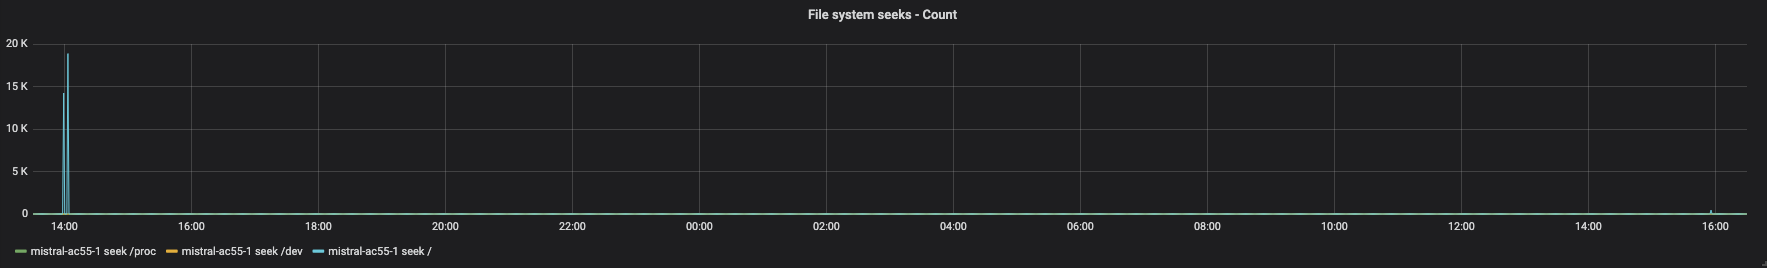 File system seeks - Count
20 K
15 K
10 K
5 K
0
14:00 16:00 18:00 20:00 22:00 00:00 02:00 04:00 06:00 08:00 10:00 12:00 14:00 16:00
mistral-ac55-1 seek /proc mistral-ac55-1 seek /dev mistral-ac55-1 seek /